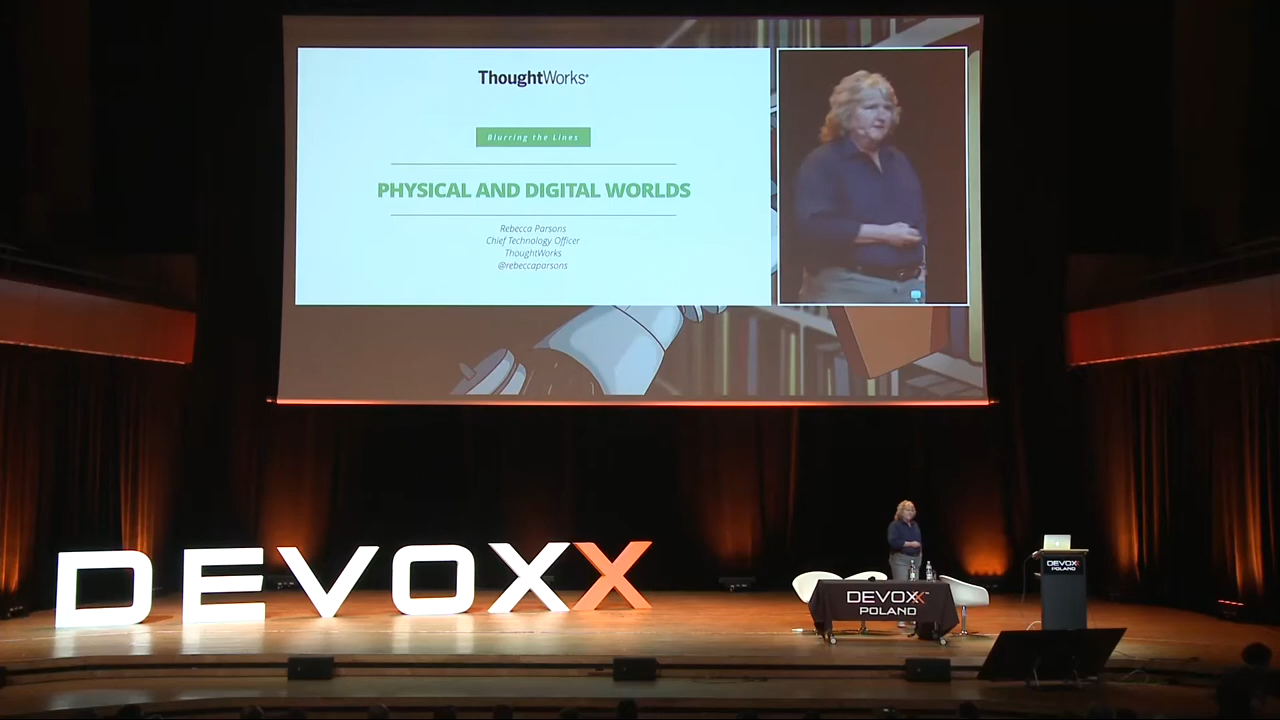 ThoughtWorks®
Blurring the Lines
PHYSICAL AND DIGITAL WORLDS
Rebecca Parsons
Chief Technology Officer
ThoughtWorks
@rebeccaparsons
DEVOXX
DEVOXX™
POLAND
DEVOXX
POLAND